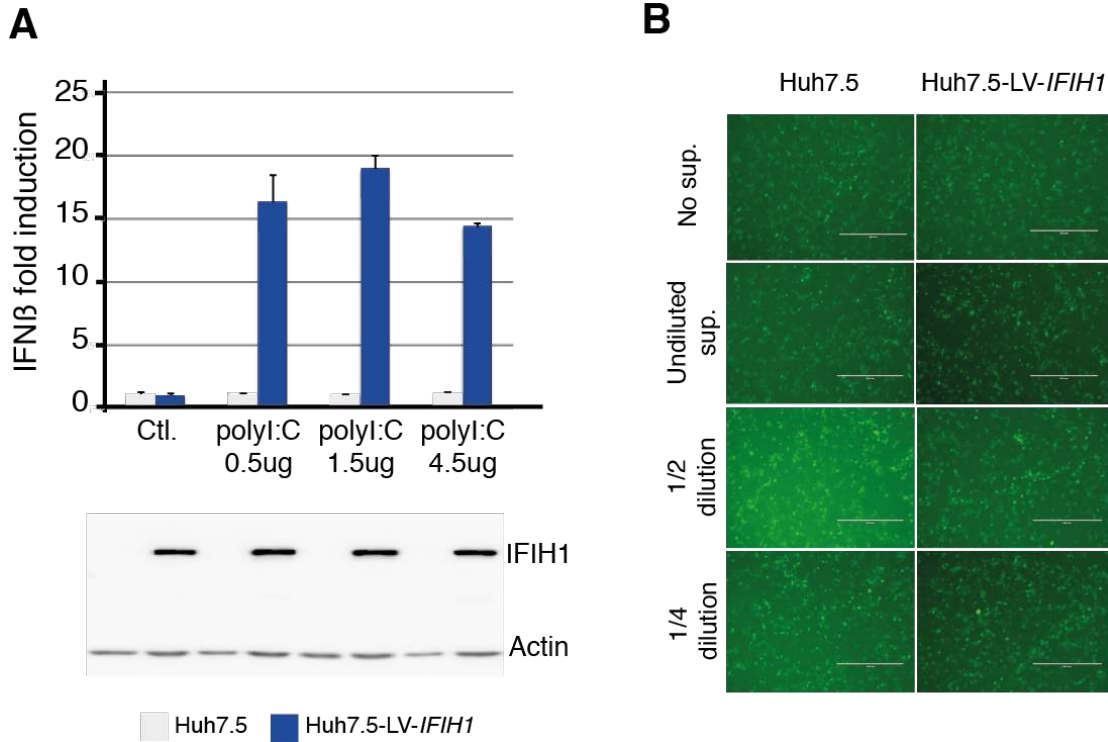 A
IFNß fold induction
25
20
15
10
5
0
Ctl.
polyI:C
0.5ug
polyI:C
1.5ug
polyI:C
4.5ug
IFIH1
Actin
Huh7.5
Huh7.5-LV-IFIH1
B
Huh7.5
Huh7.5-LV-IFIH1
No sup.
Undiluted
sup.
1/2
dilution
1/4
dilution